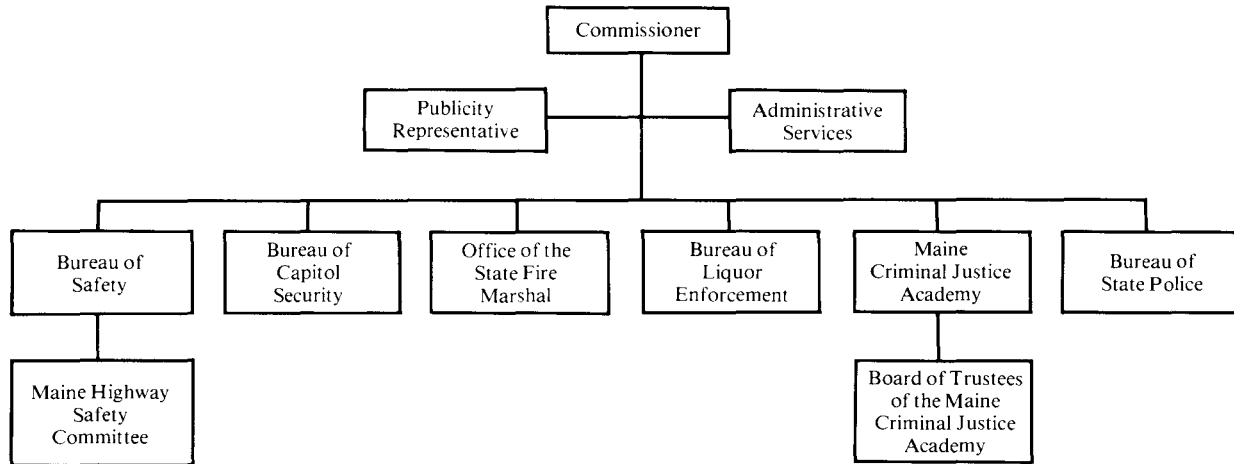 Commissioner
Publicity
Representative
Administrative
Services
Bureau of
Safety
Bureau of
Capitol
Security
Office of the
State Fire
Marshal
Bureau of
Liquor
Enforcement
Maine
Criminal Justice
Academy
Bureau of
State Police
Maine Highway
Safety
Committee
Board of Trustees
of the Maine
Criminal Justice
Academy